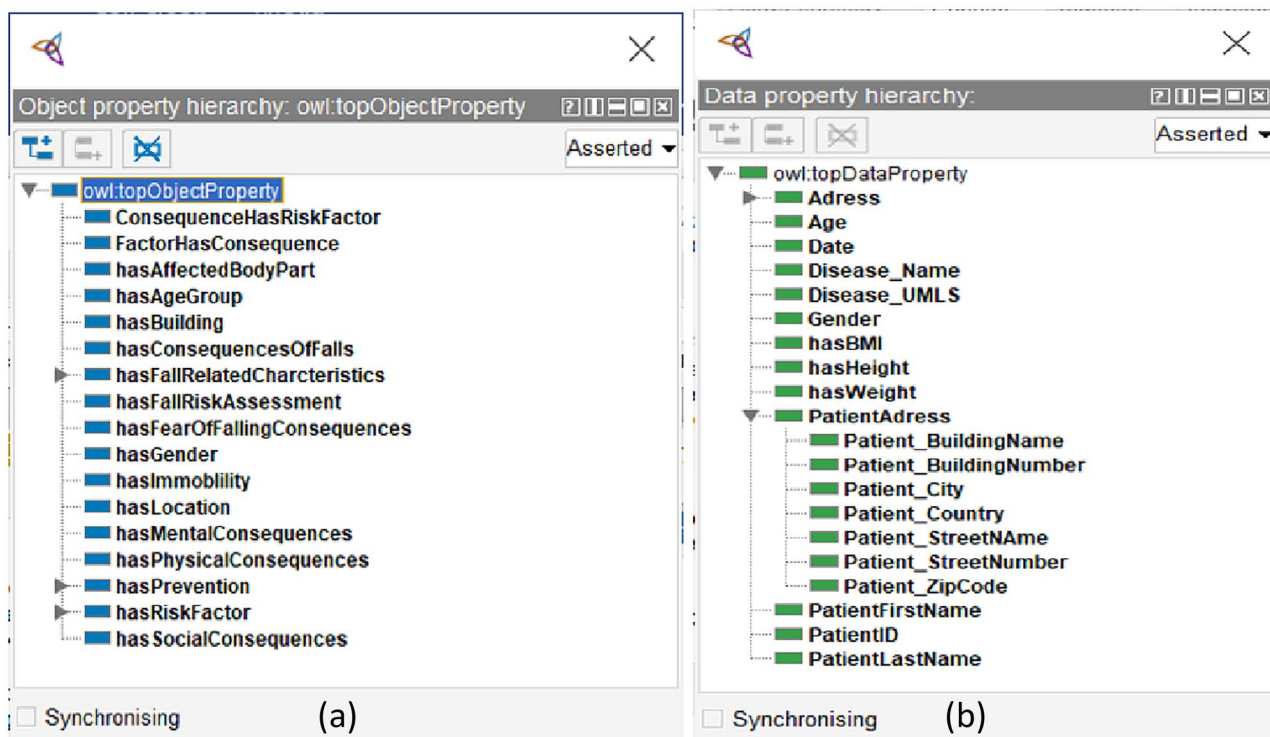 Object property hierarchy: owl:topObjectProperty
Asserted
owl:topObjectProperty
ConsequenceHasRiskFactor
FactorHasConsequence
hasAffectedBodyPart
hasAgeGroup
hasBuilding
hasConsequencesOfFalls
hasFallRelatedCharcteristics
hasFallRiskAssessment
hasFearOfFallingConsequences
hasGender
hasImmoblility
hasLocation
hasMentalConsequences
hasPhysicalConsequences
hasPrevention
hasRiskFactor
hasSocialConsequences
Synchronising
(a)
Data property hierarchy:
Asserted
owl:topDataProperty
Adress
Age
Date
Disease_Name
Disease_UMLS
Gender
hasBMI
hasHeight
hasWeight
PatientAdress
Patient_BuildingName
Patient_BuildingNumber
Patient_City
Patient_Country
Patient_StreetNAme
Patient_StreetNumber
Patient_ZipCode
PatientFirstName
PatientID
PatientLastName
Synchronising
(b)